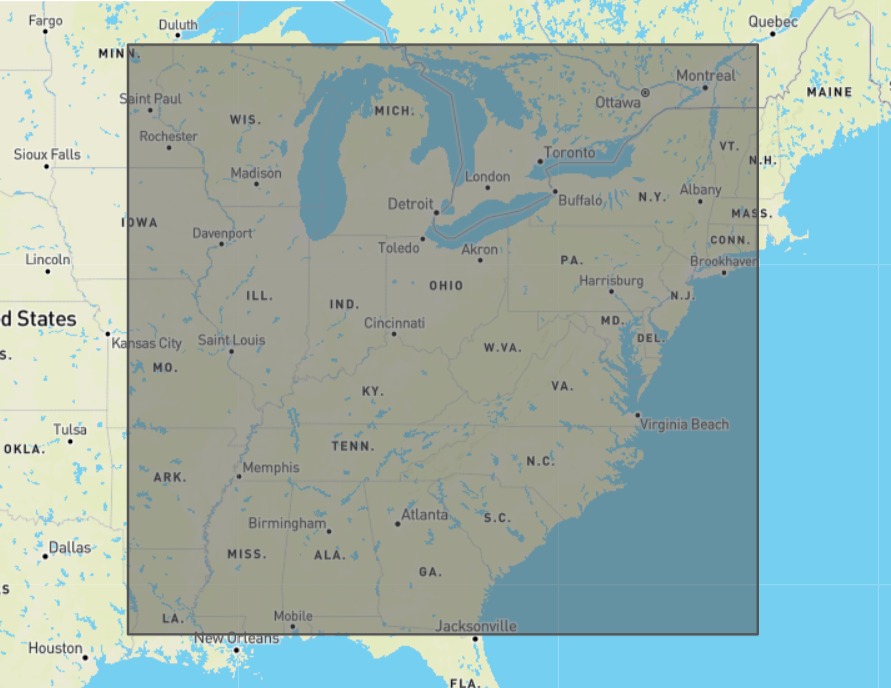 Fargo
Duluth
Quebec
MINN.
Montreal
Ottawa
MAINE
Saint Paul
WIS.
MICH.
Rochester
Sioux Falls
Toronto
VT.
N.H.
Madison
London
Detroit
Buffalo
N.Y.
Albany
MASS.
IOWA
Davenport
Toledo
Akron
CONN.
Lincoln
PA.
Brookhaven
Harrisburg
OHIO
ILL.
IND.
N.J.
d States
Cincinnati
MD.
Kansas City
Saint Louis
DEL.
S.
W.VA.
MO.
KY.
VA.
Virginia Beach
Tulsa
OKLA.
TENN.
N.C.
ARK.
Memphis
Birmingham
Atlanta
S.C.
Dallas
MISS.
ALA.
GA.
S
LA.
Mobile
Jacksonville
New Orleans
Houston
FLA.